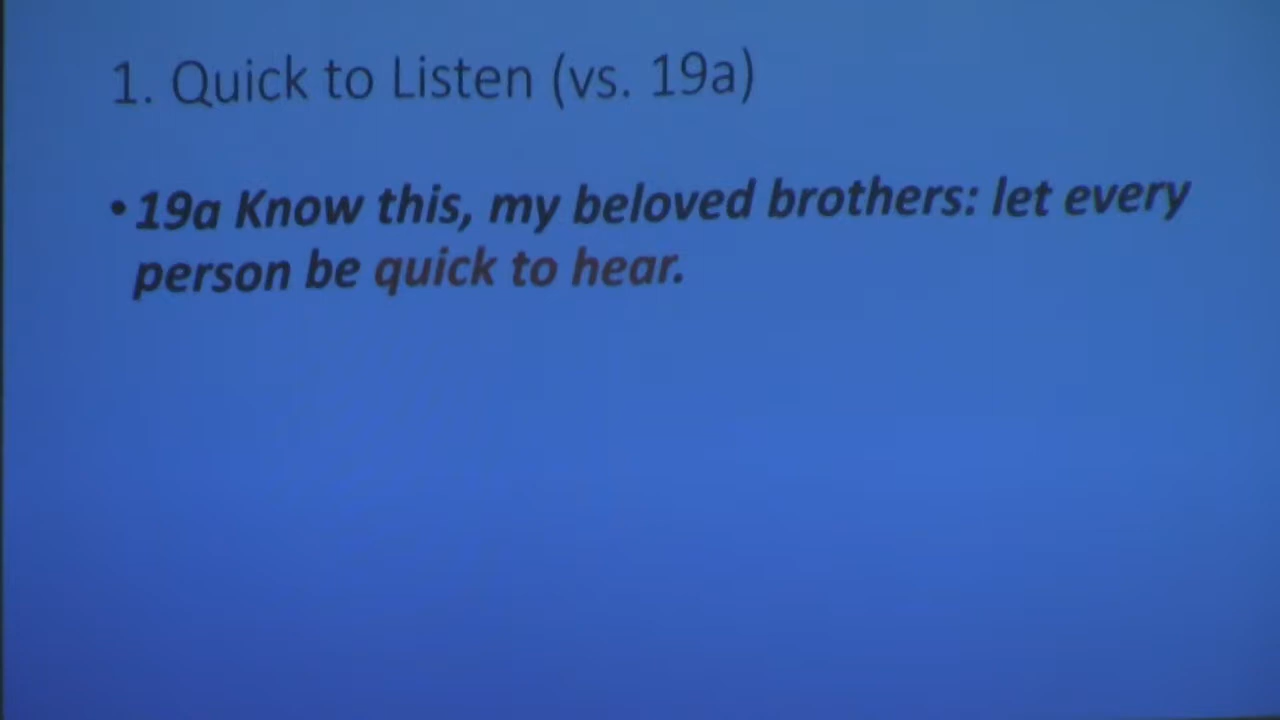 1. Quick to Listen (vs. 19a)
• 19a Know this, my beloved brothers: let every
person be quick to hear.